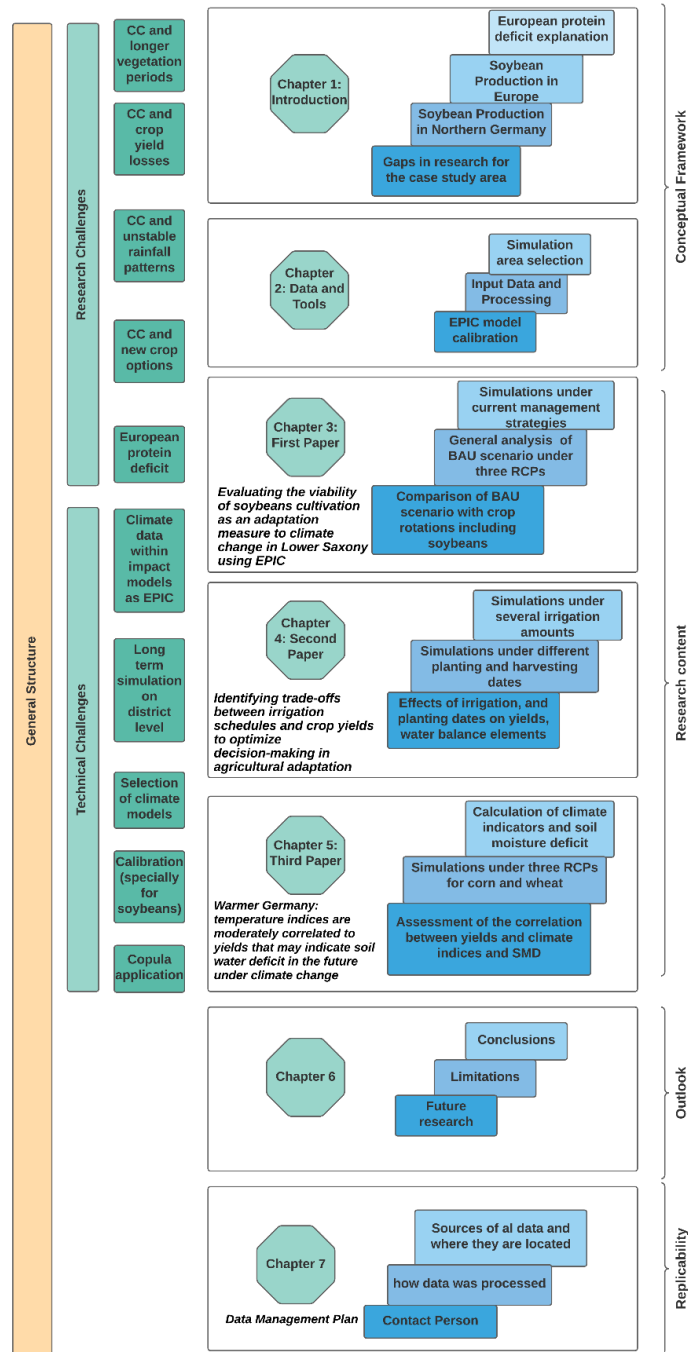 General Structure
Research Challenges
Technical Challenges
CC and
longer
vegetation
periods
CC and
crop
yield
losses
CC and
unstable
rainfall
patterns
CC and
new crop
options
European
protein
deficit
Climate
data
within
impact
models
as EPIC
Long
term
simulation
on
district
level
Selection
of climate
models
Calibration
(specially
for
soybeans)
Copula
application
Chapter 1:
Introduction
European protein
deficit explanation
Soybean
Production in
Europe
Soybean Production
in Northern Germany
Gaps in research for
the case study area
Chapter
2: Data and
Tools
Simulation
area selection
Input Data and
Processing
EPIC model
calibration
Conceptual Framework
Chapter 3:
First Paper
Evaluating the viability
of soybeans cultivation
as an adaptation
measure to climate
change in Lower Saxony
using EPIC
Simulations under
current management
strategies
General analysis of
BAU scenario under
three RCPs
Comparison of BAU
scenario with crop
rotations including
soybeans
Chapter
4: Second
Paper
Identifying trade-offs
between irrigation
schedules and crop yields
to optimize
decision-making in
agricultural adaptation
Simulations under
several irrigation
amounts
Simulations under different
planting and harvesting
dates
Effects of irrigation, and
planting dates on yields,
water balance elements
Chapter 5:
Third Paper
Warmer Germany:
temperature indices are
moderately correlated to
yields that may indicate soil
water deficit in the future
under climate change
Calculation of climate
indicators and soil
moisture deficit
Simulations under three RCPs
for corn and wheat
Assessment of the correlation
between yields and climate
indices and SMD
Research content
Chapter 6
Conclusions
Limitations
Future
research
Outlook
Chapter 7
Data Management Plan
Sources of al data and
where they are located
how data was processed
Contact Person
Replicability